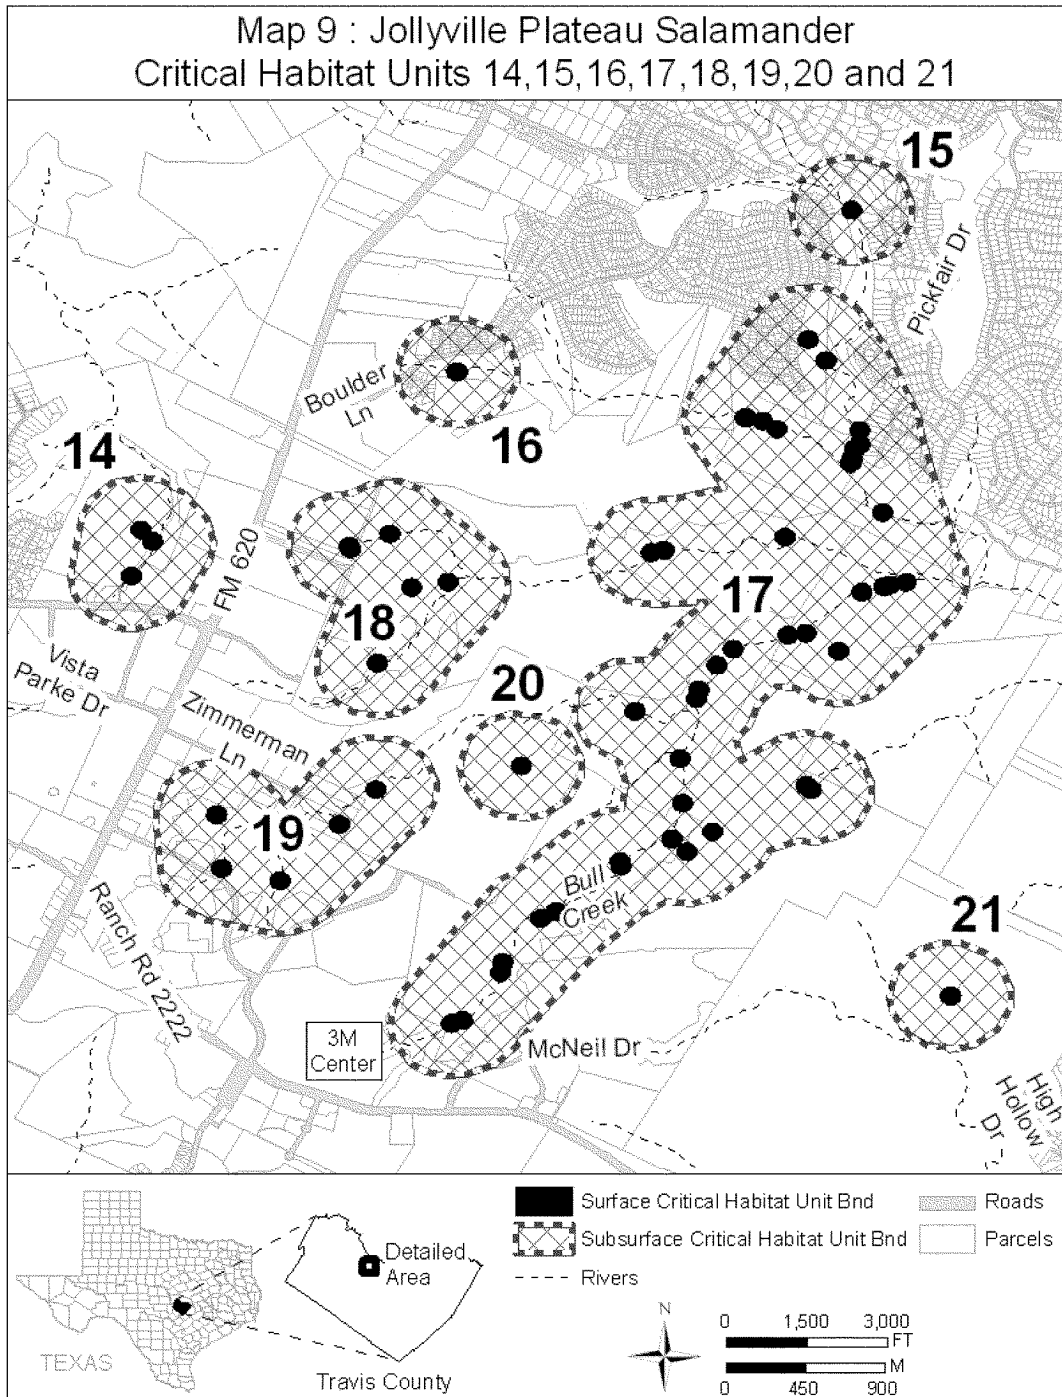 Map 9 : Jollyville Plateau Salamander
Critical Habitat Units 14,15,16,17,18,19,20 and 21
15
Pickfair Dr
Boulder
Ln
16
14
FM 620
18
17
Vista
Parke Dr
Zimmerman
Ln
20
19
Bull
Creek
Ranch Rd 2222
21
3M
Center
McNeil Dr
High
Hollow
Dr
Surface Critical Habitat Unit Bnd
Subsurface Critical Habitat Unit Bnd
Rivers
Roads
Parcels
Detailed
Area
TEXAS
Travis County
N
0 1,500 3,000
FT
M
0 450 900